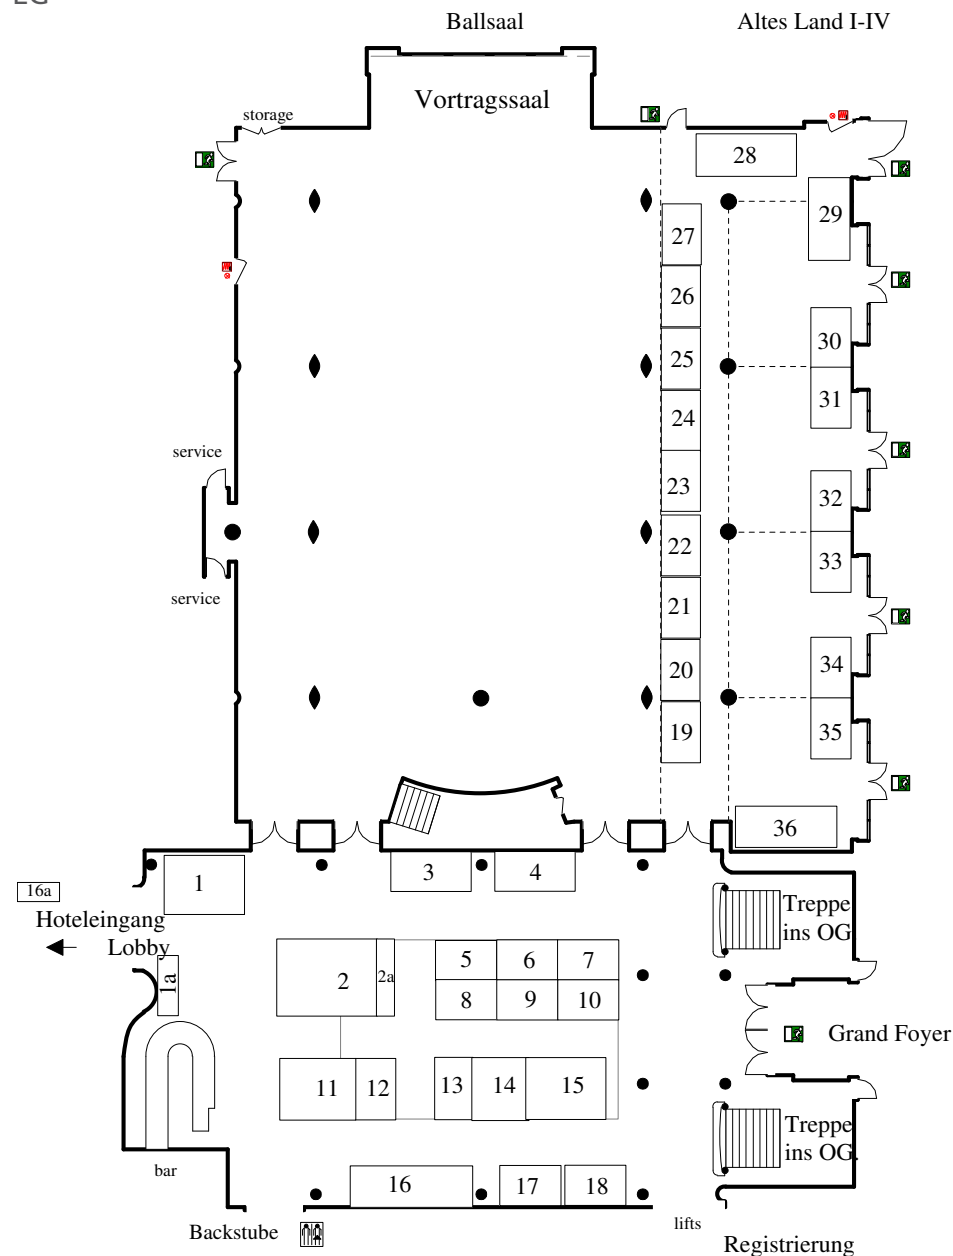 EG
Ballsaal
Altes Land I-IV
Vortragssaal
storage
28
29
27
26
30
25
31
24
service
23
32
22
33
service
21
34
20
19
35
36
1
3
4
16a
Hoteleingang
Lobby
Treppe
ins OG
1a
2
2a
5
6
7
8
9
10
Grand Foyer
11
12
13
14
15
Treppe
ins OG.
bar
16
17
18
Backstube
lifts
Registrierung